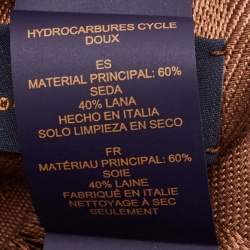 HYDROCARBURES CYCLE
DOUX
ES
MATERIAL PRINCIPAL: 60%
SEDA
40% LANA
HECHO EN ITALIA
SOLO LIMPIEZA EN SECO
FR
MATÉRIAU PRINCIPAL: 60%
SOIE
40% LAINE
FABRIQUÉ EN ITALIE
NETTOYAGE À SEC
SEULEMENT